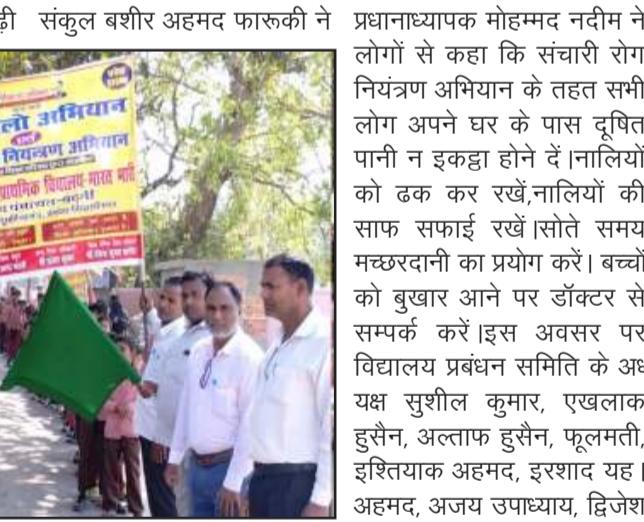 संकुल बशीर अहमद फारूकी ने
लो अभियान
नियन्त्रण अभियान
प्रधानाध्यापक मोहम्मद नदीम ने
लोगों से कहा कि संचारी रोग
नियंत्रण अभियान के तहत सभी
लोग अपने घर के पास दूषित
पानी न इकट्ठा होने दें।नालियों
को ढक कर रखें,नालियों की
साफ सफाई रखें।सोते समय
मच्छरदानी का प्रयोग करें। बच्चों
को बुखार आने पर डॉक्टर से
सम्पर्क करें।इस अवसर पर
विद्यालय प्रबंधन समिति के अध
यक्ष सुशील कुमार, एखलाक
हुसैन, अल्ताफ हुसैन, फूलमती,
इश्तियाक अहमद, इरशाद यह।
अहमद, अजय उपाध्याय, द्विजेश